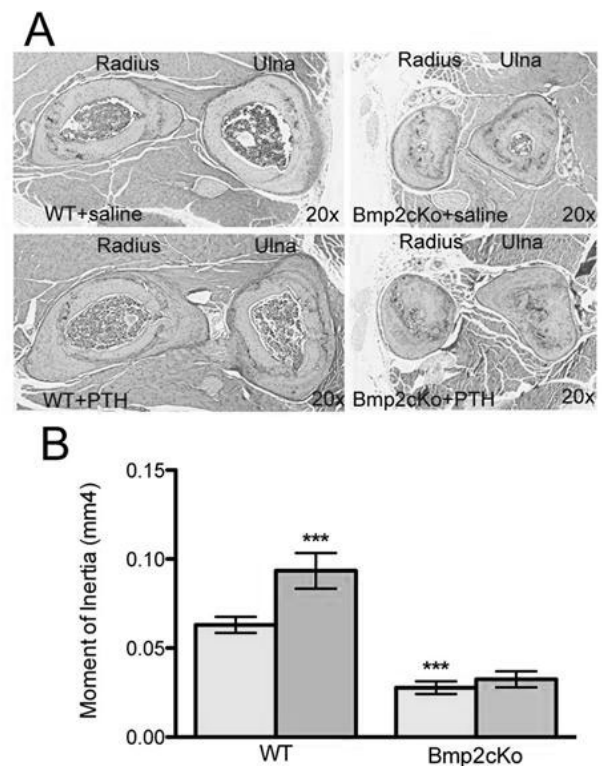 A
Radius Ulna
WT+saline 20x
Radius Ulna
Bmp2cKo+saline 20x
Radius Ulna
WT+PTH 20x
Radius Ulna
Bmp2cKo+PTH 20x
B
Moment of Inertia (mm4)
0.15
0.10
0.05
0.00
***
***
WT Bmp2cKo